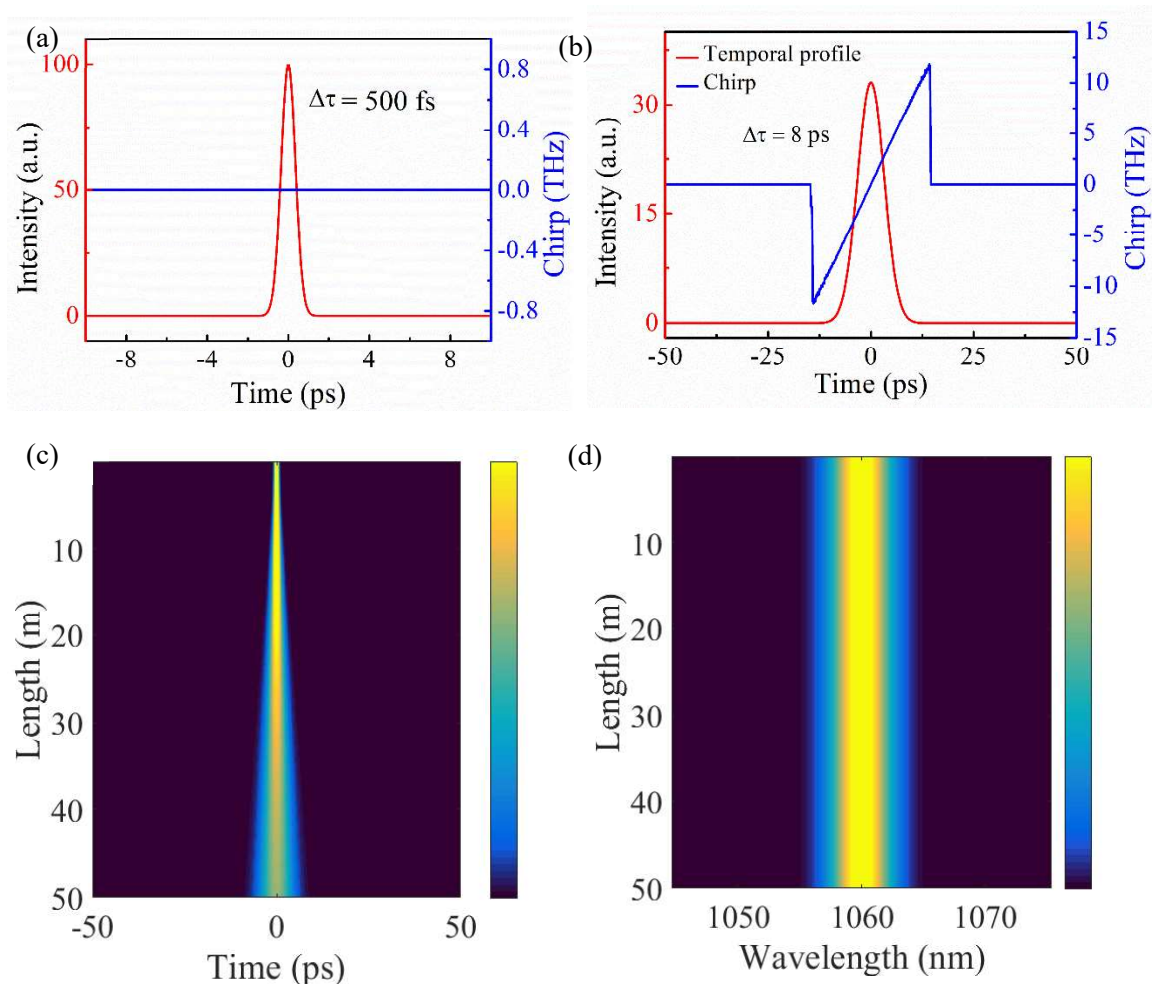 (a)
100
50
0
Intensity (a.u.)
Δτ = 500 fs
0.8
0.4
0.0
-0.4
-0.8
Chirp (THz)
-8 -4 0 4 8
Time (ps)
(b)
30
15
0
Intensity (a.u.)
Temporal profile
Chirp
Δτ = 8 ps
15
10
5
0
-5
-10
-15
Chirp (THz)
-50 -25 0 25 50
Time (ps)
(c)
10
20
30
40
50
Length (m)
-50 0 50
Time (ps)
(d)
10
20
30
40
50
Length (m)
1050 1060 1070
Wavelength (nm)